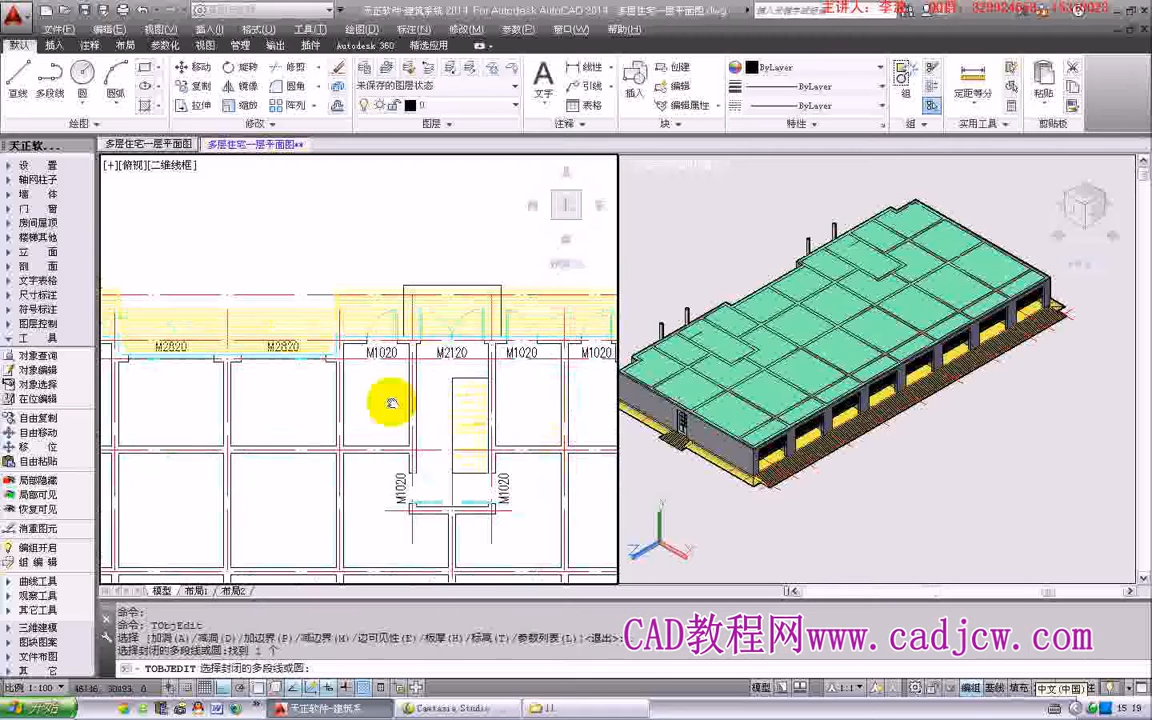 天正软件-建筑系统 2014 For Autodesk AutoCAD 2014 多层住宅一层平面图.dwg
主讲人：李波
文件(F) 编辑(E) 视图(V) 插入(I) 格式(O) 工具(T) 绘图(D) 标注(N) 修改(M) 参数(P) 窗口(W) 帮助(H)
默认 插入 注释 布局 参数化 视图 管理 输出 插件 Autodesk 360 精选应用
移动 旋转 修剪 线性 创建 ByLayer
直线 多段线 圆 圆弧 复制 镜像 圆角 未保存的图层状态 文字 引线 插入 编辑 ByLayer 组 定距等分 粘贴
拉伸 缩放 阵列 0 表格 编辑属性 ByLayer
绘图 修改 图层 注释 块 特性 组 实用工具 剪贴板
天正软... 多层住宅一层平面图 多层住宅一层平面图**
[+][俯视][二维线框]
设 置
轴网柱子
墙 体
门 窗
房间屋顶
楼梯其他
立 面
剖 面
文字表格
尺寸标注
符号标注
图层控制
工 具
对象查询
对象编辑
对象选择
在位编辑
自由复制
自由移动
移 位
自由粘贴
局部隐藏
局部可见
恢复可见
消重图元
编组开启
组 编 辑
曲线工具
观察工具
其它工具
三维建模
图块图案
文件布图
其 它
M2820 M2820 M1020 M2120 M1020 M1020
M1020 M1020
模型 布局1 布局2
命令:
命令: TObjEdit
选择 [加洞(A)/减洞(D)/加边界(P)/减边界(M)/边可见性(E)/板厚(H)/标高(T)/参数列表(L)]<退出>:
选择封闭的多段线或圆:找到 1 个
TOBJEDIT 选择封闭的多段线或圆:
CAD教程网www.cadjcw.com
比例 1:100 模型 1:1 编组 基线 填充 中文(中国)
开始 天正软件-建筑系 Camtasia Studio 11 15:19